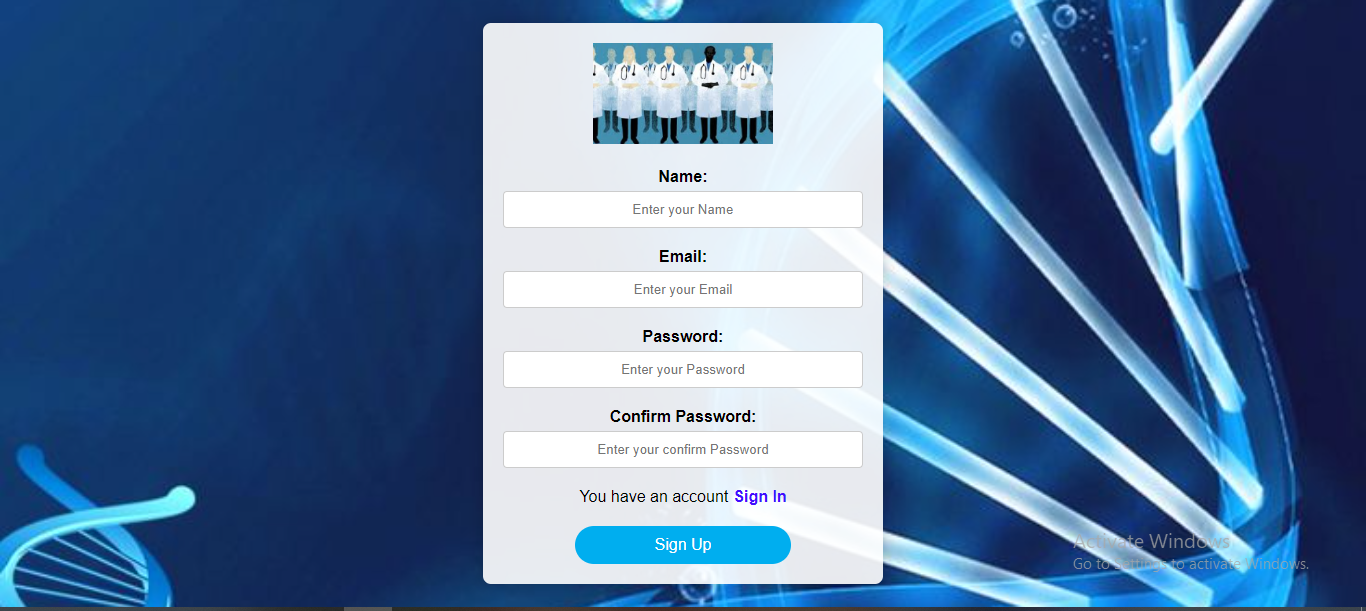 Name:
Enter your Name
Email:
Enter your Email
Password:
Enter your Password
Confirm Password:
Enter your confirm Password
You have an account Sign In
Sign Up
Activate Windows
Go to Settings to activate Windows.